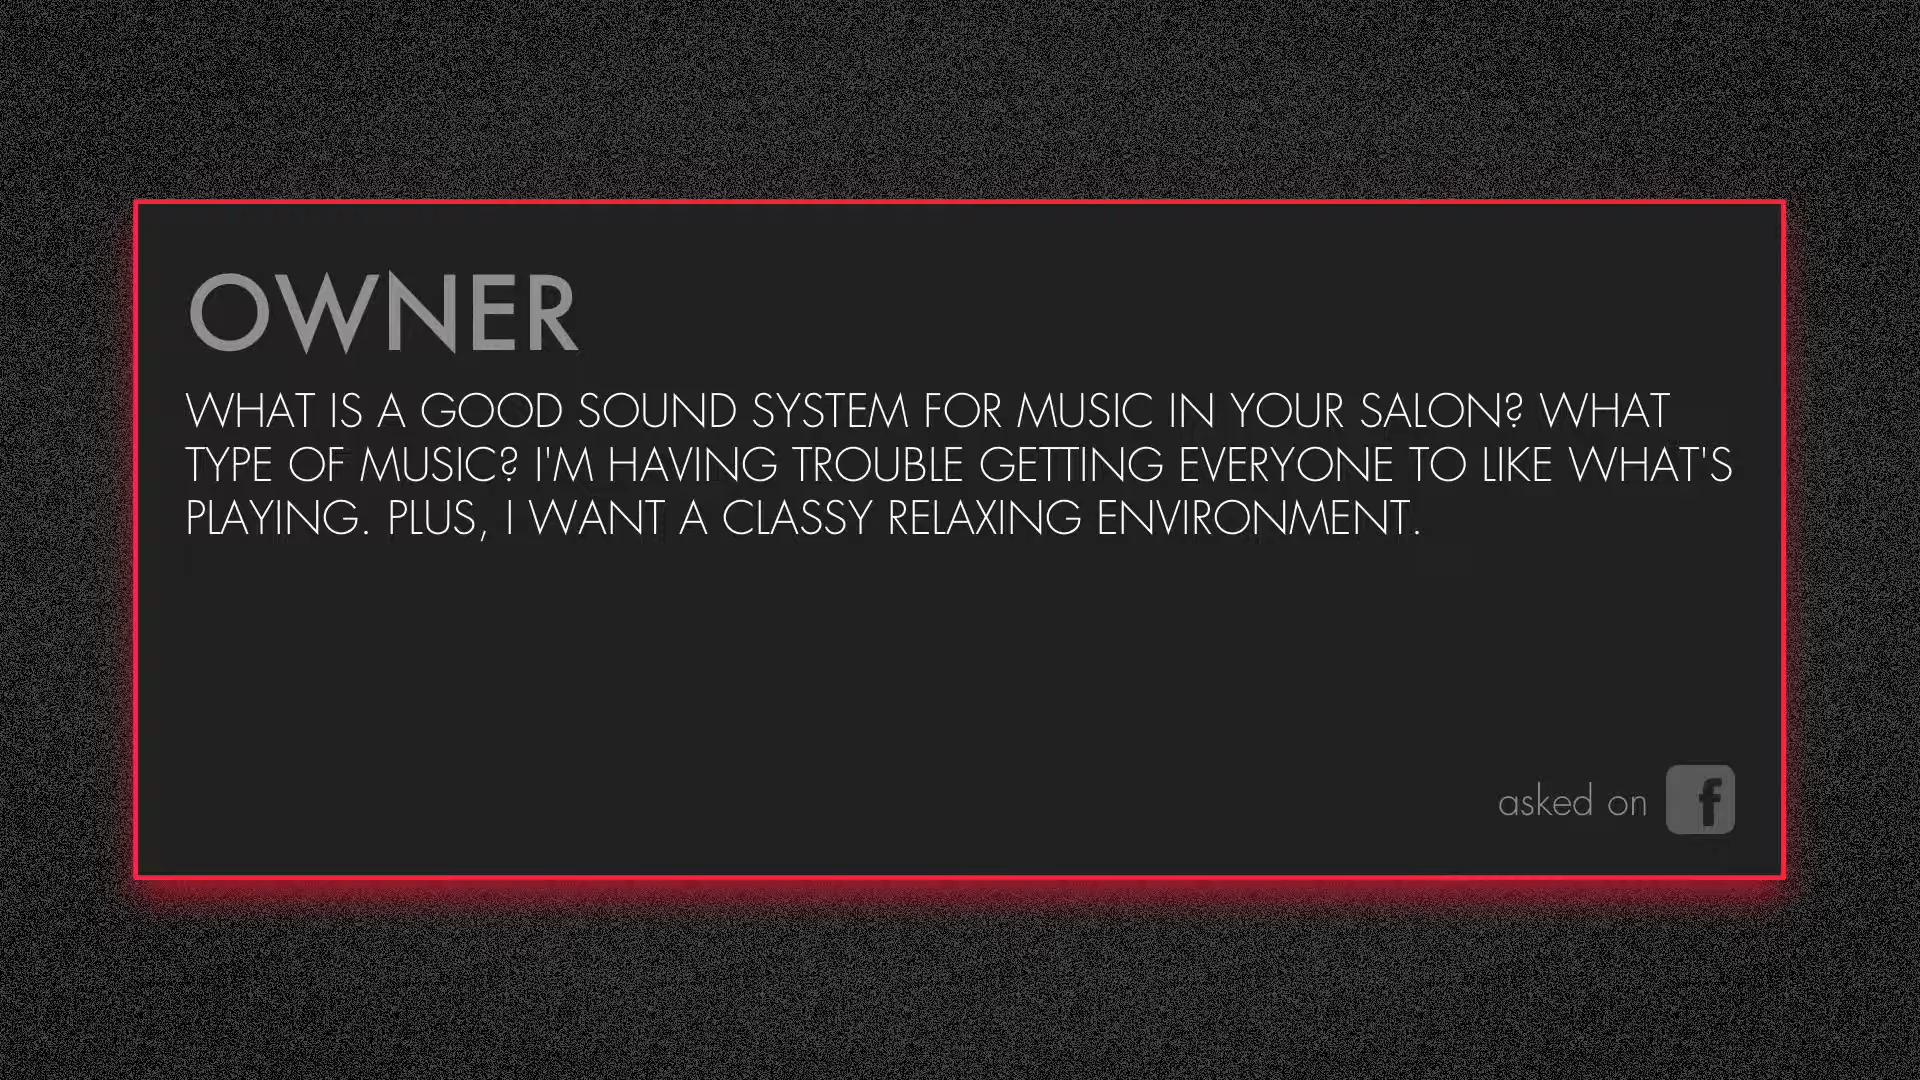 OWNER
WHAT IS A GOOD SOUND SYSTEM FOR MUSIC IN YOUR SALON? WHAT
TYPE OF MUSIC? I'M HAVING TROUBLE GETTING EVERYONE TO LIKE WHAT'S
PLAYING. PLUS, I WANT A CLASSY RELAXING ENVIRONMENT.
asked on f